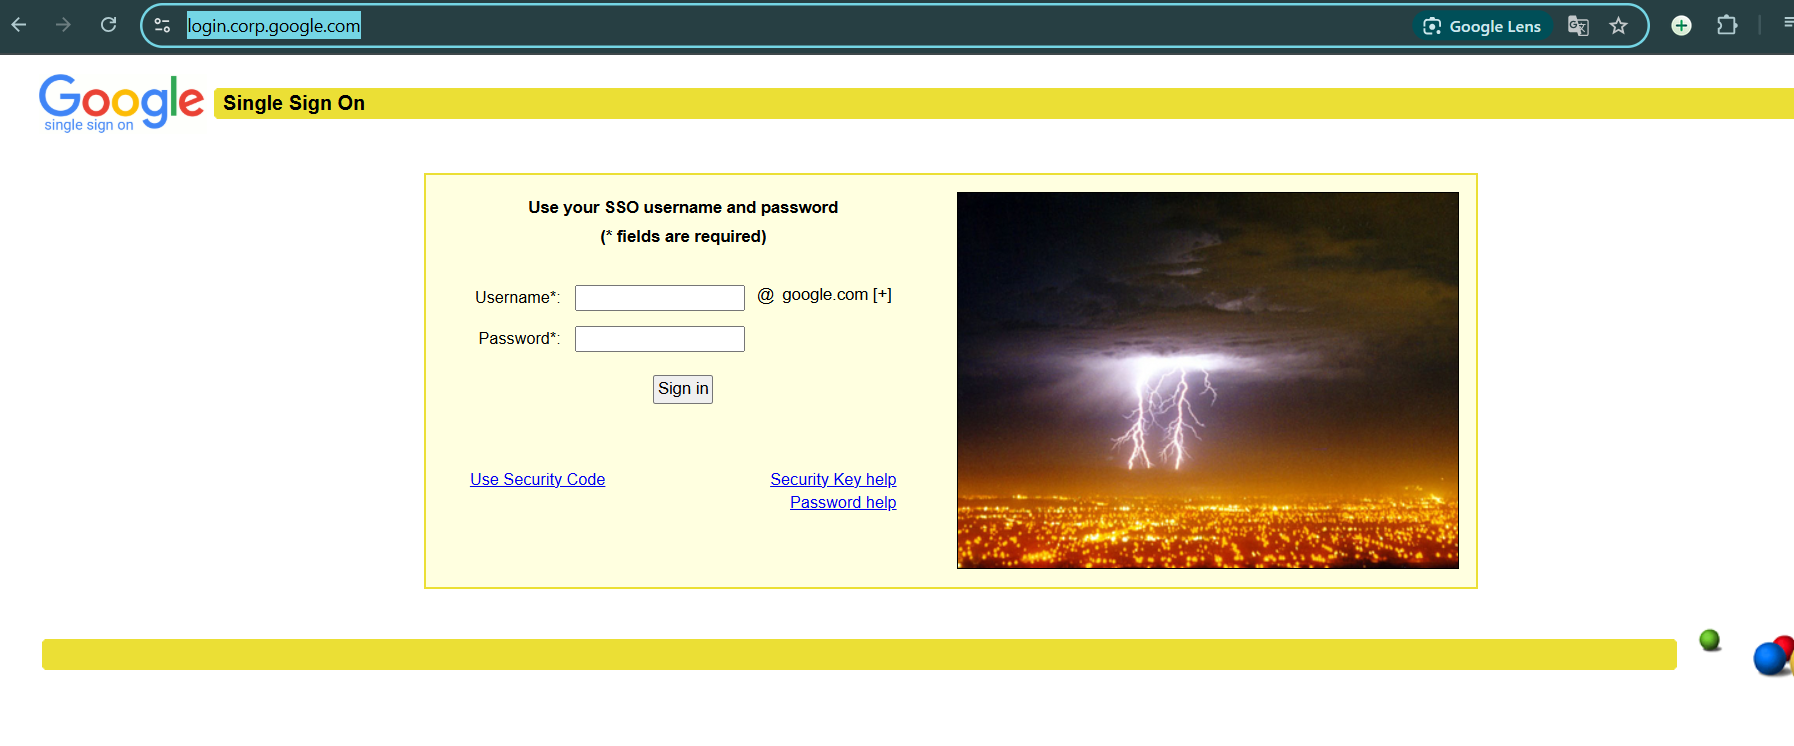 login.corp.google.com
Google Lens
Google
single sign on
Single Sign On
Use your SSO username and password
(* fields are required)
Username*: @ google.com [+]
Password*:
Sign in
Use Security Code
Security Key help
Password help